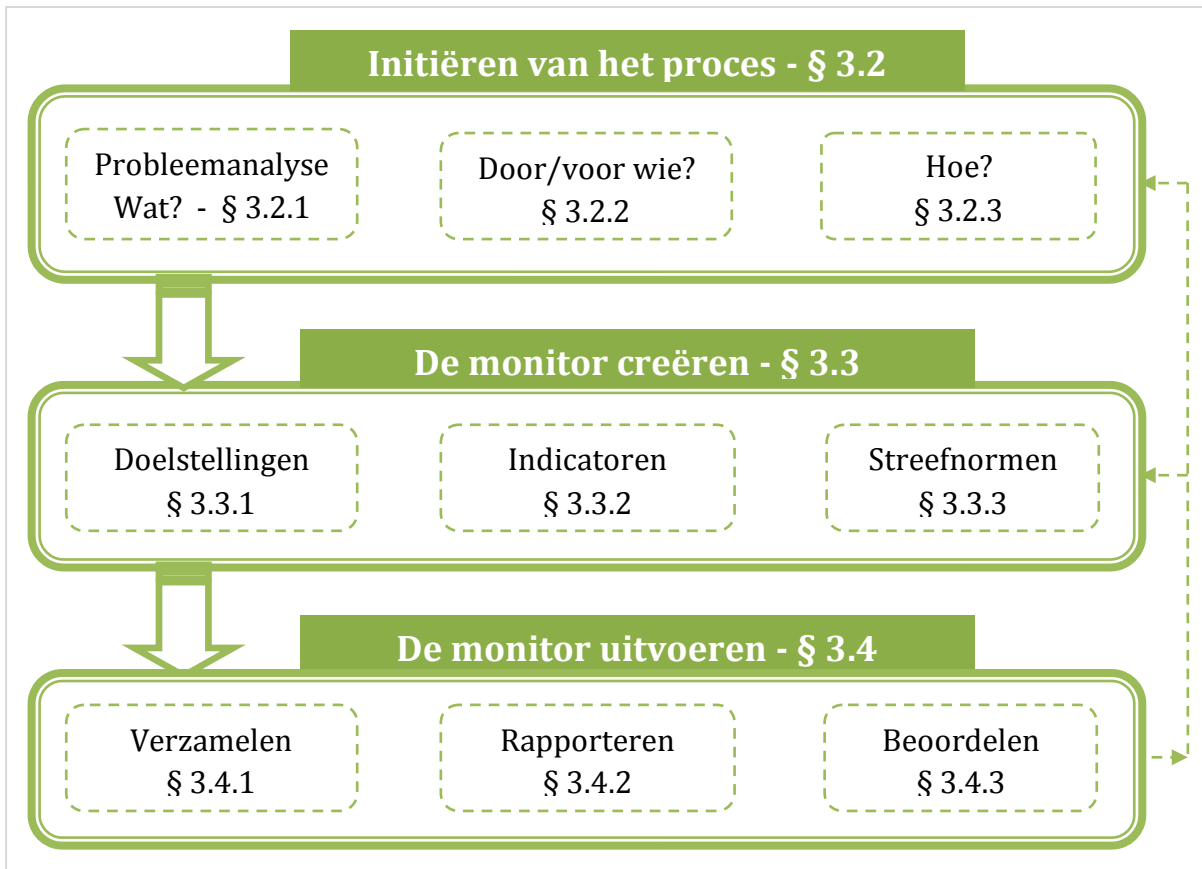 Initiëren van het proces - § 3.2
Probleemanalyse
Wat? - § 3.2.1
Door/voor wie?
§ 3.2.2
Hoe?
§ 3.2.3
De monitor creëren - § 3.3
Doelstellingen
§ 3.3.1
Indicatoren
§ 3.3.2
Streefnormen
§ 3.3.3
De monitor uitvoeren - § 3.4
Verzamelen
§ 3.4.1
Rapporteren
§ 3.4.2
Beoordelen
§ 3.4.3